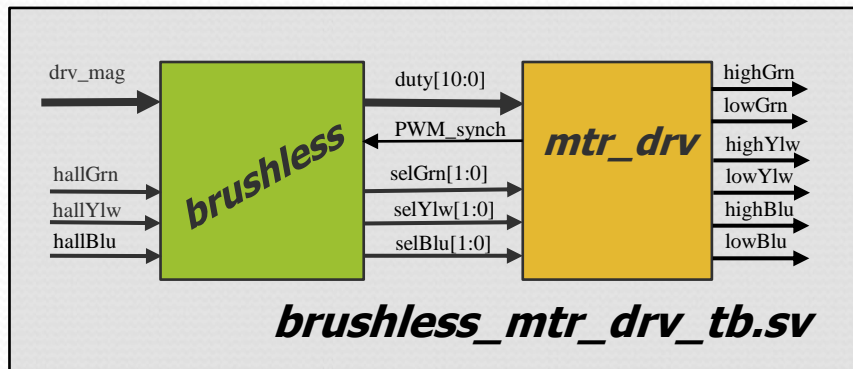 drv_mag
hallGrn
hallYlw
hallBlu
brushless
duty[10:0]
PWM_synch
selGrn[1:0]
selYlw[1:0]
selBlu[1:0]
mtr_drv
highGrn
lowGrn
highYlw
lowYlw
highBlu
lowBlu
brushless_mtr_drv_tb.sv